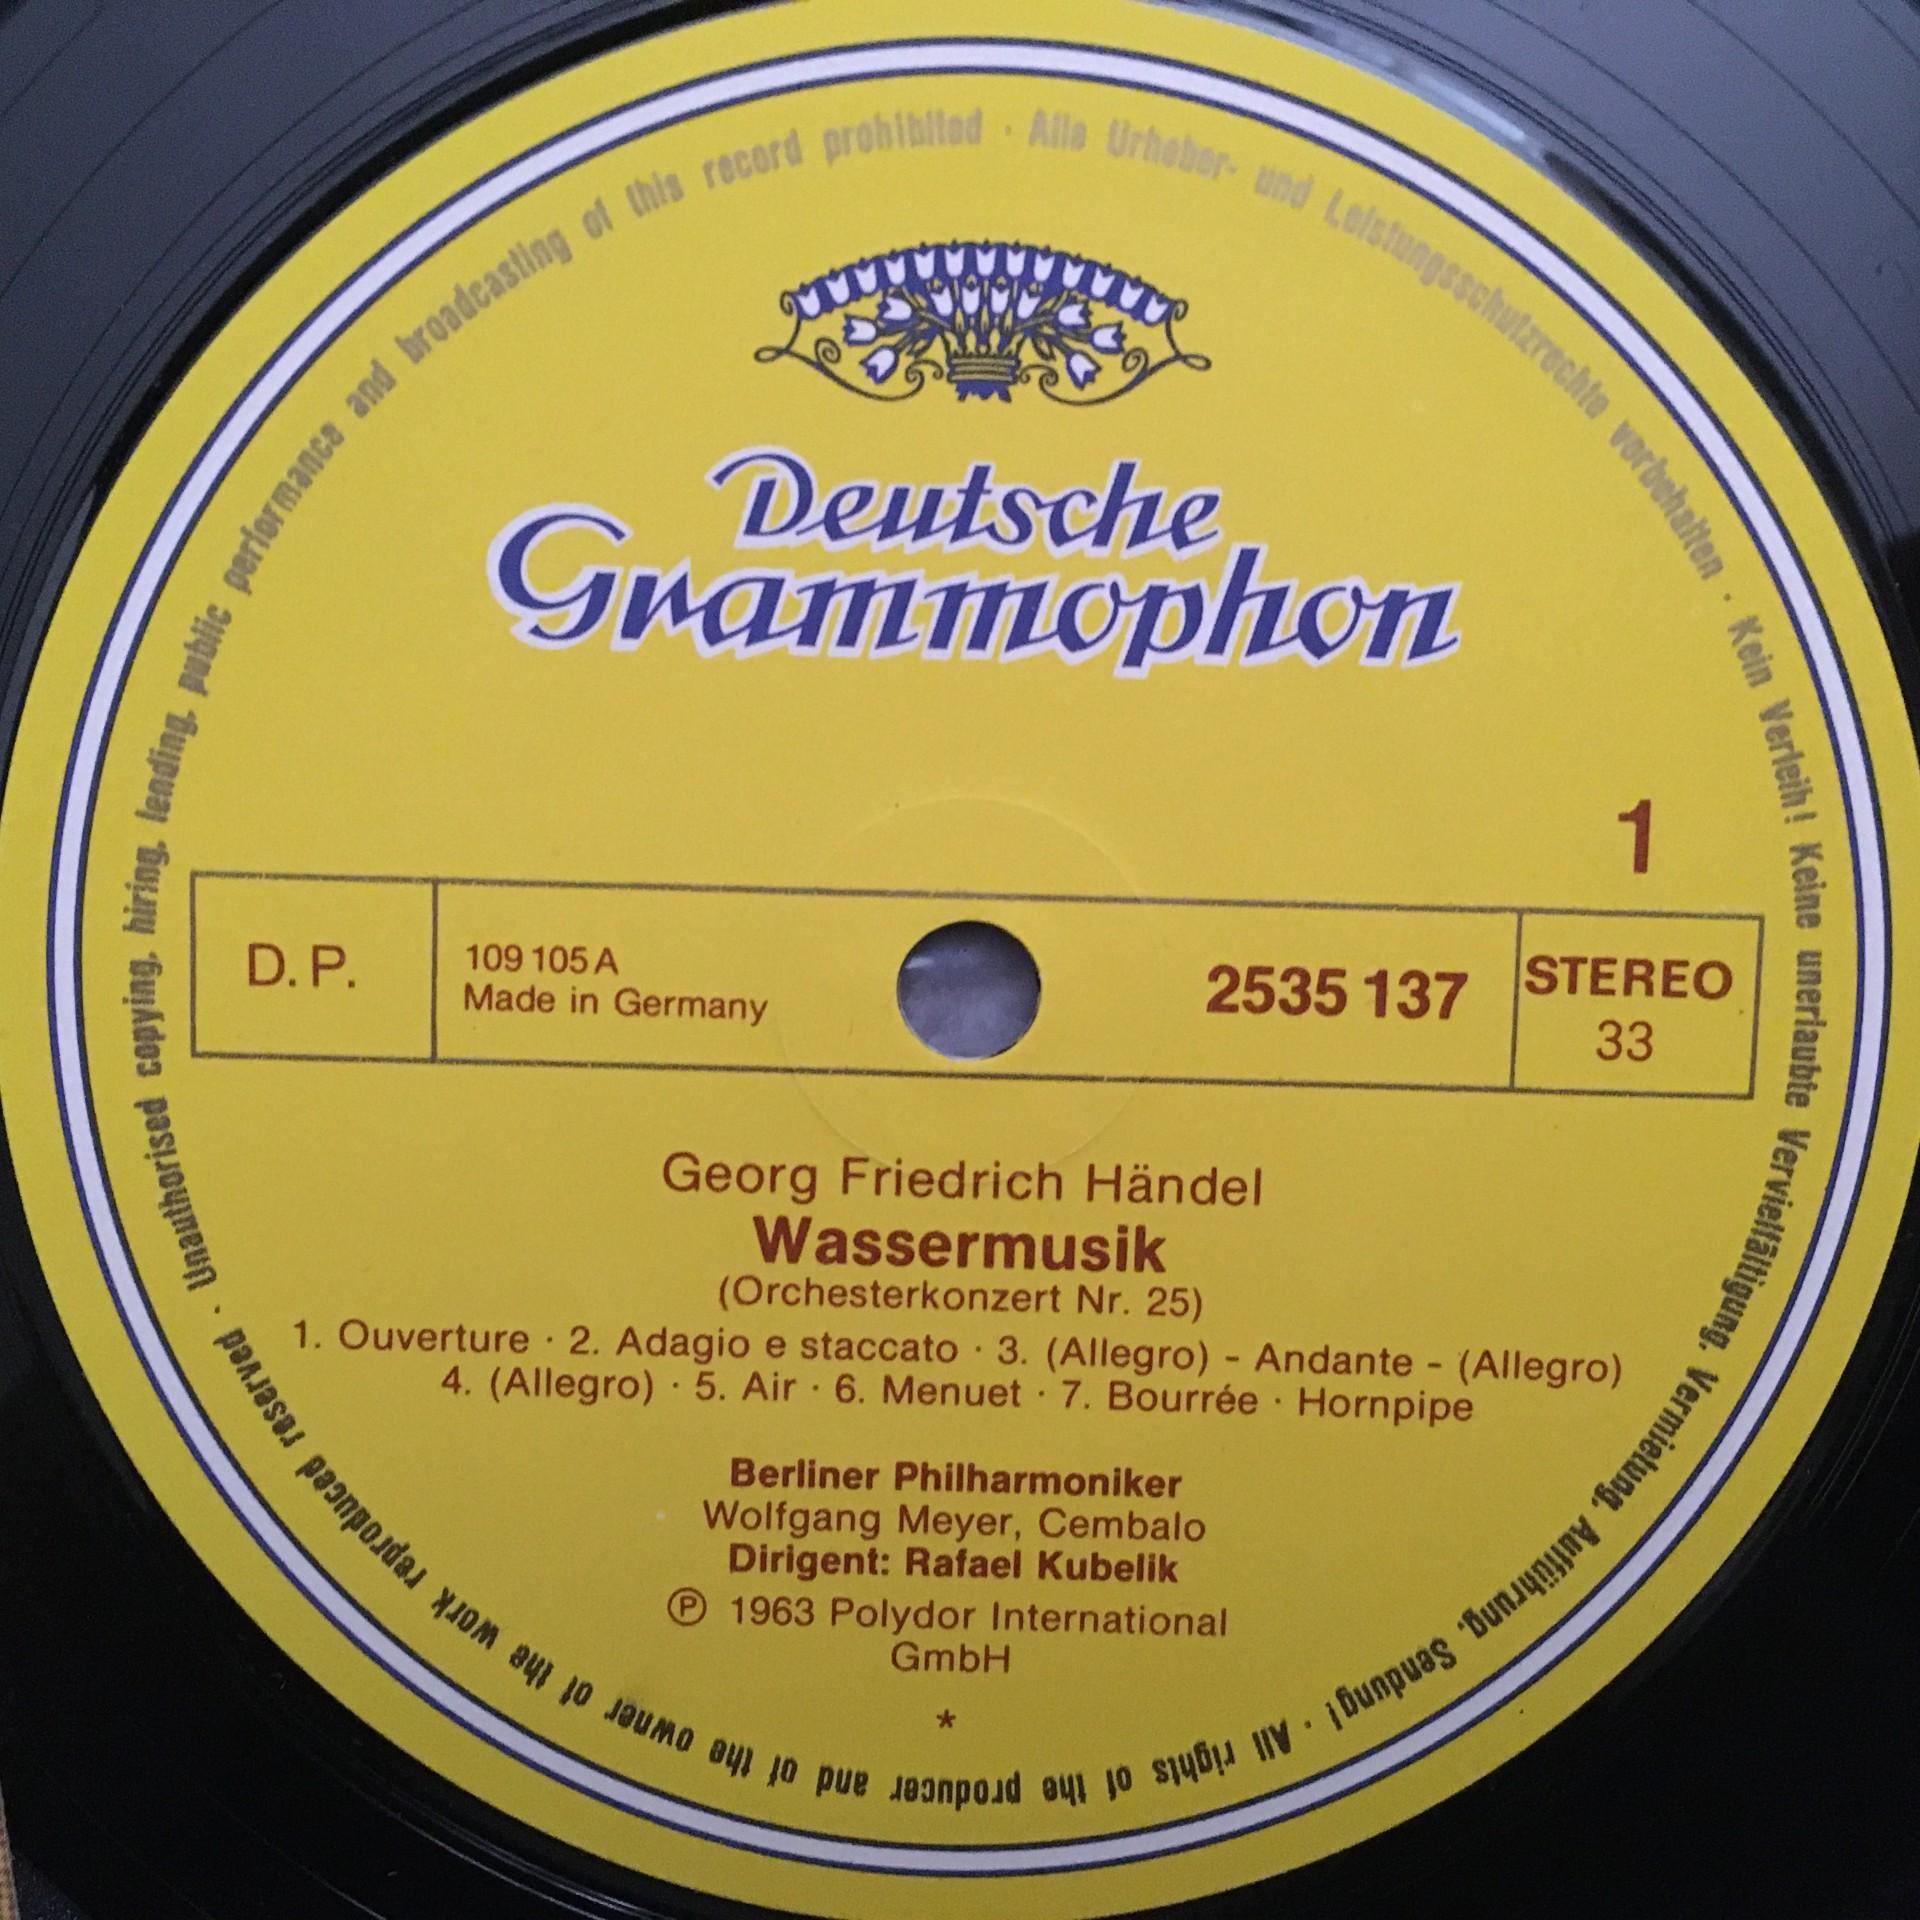 Deutsche
Grammophon
1
D. P.
109 105 A
Made in Germany
2535 137
STEREO
33
Georg Friedrich Händel
Wassermusik
(Orchesterkonzert Nr. 25)
1. Ouverture · 2. Adagio e staccato · 3. (Allegro) - Andante - (Allegro)
4. (Allegro) · 5. Air · 6. Menuet · 7. Bourrée · Hornpipe
Berliner Philharmoniker
Wolfgang Meyer, Cembalo
Dirigent: Rafael Kubelik
Ⓟ 1963 Polydor International
GmbH
*
Alle Urheber- und Leistungsschutzrechte vorbehalten · Kein Verleih! Keine unerlaubte Vervielfältigung, Vermietung, Aufführung, Sendung! · All rights of the producer and of the owner of the work reproduced reserved · Unauthorised copying, hiring, lending, public performance and broadcasting of this record prohibited ·